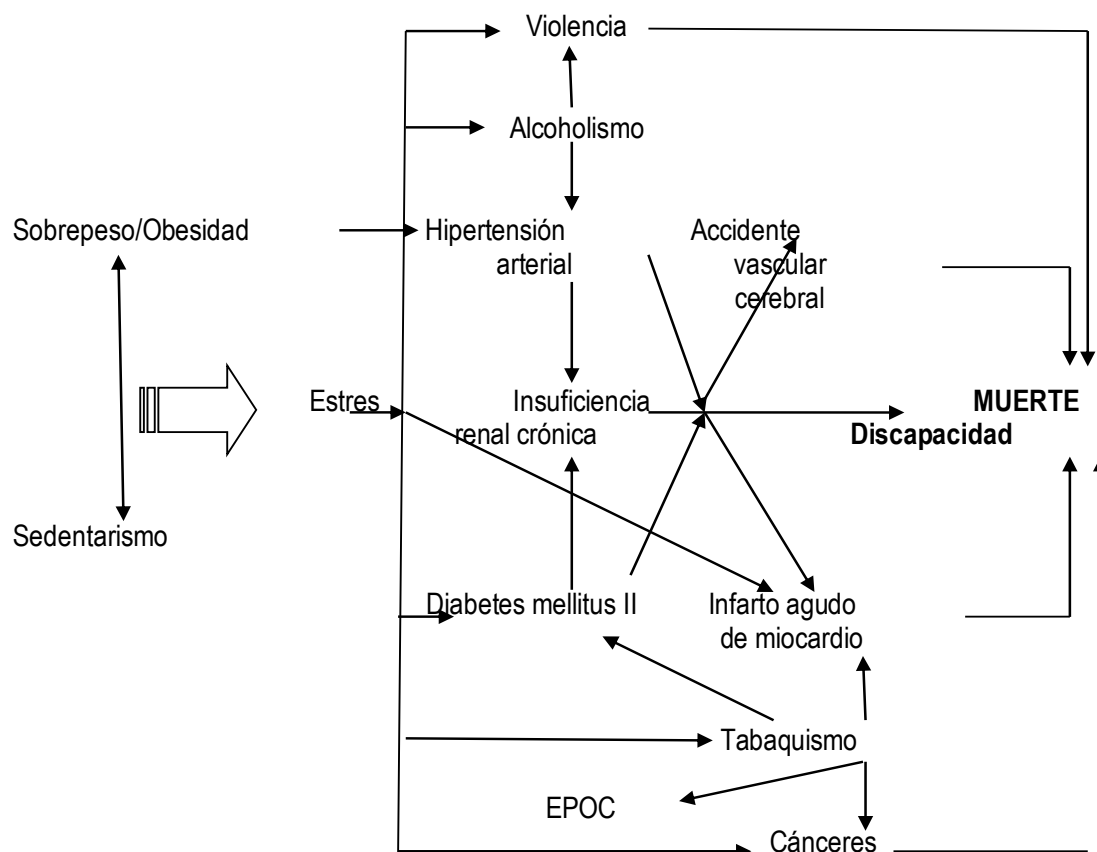 Violencia
Alcoholismo
Sobrepeso/Obesidad
Hipertensión
arterial
Accidente
vascular
cerebral
Estres
Insuficiencia
renal crónica
MUERTE
Discapacidad
Sedentarismo
Diabetes mellitus II
Infarto agudo
de miocardio
Tabaquismo
EPOC
Cánceres